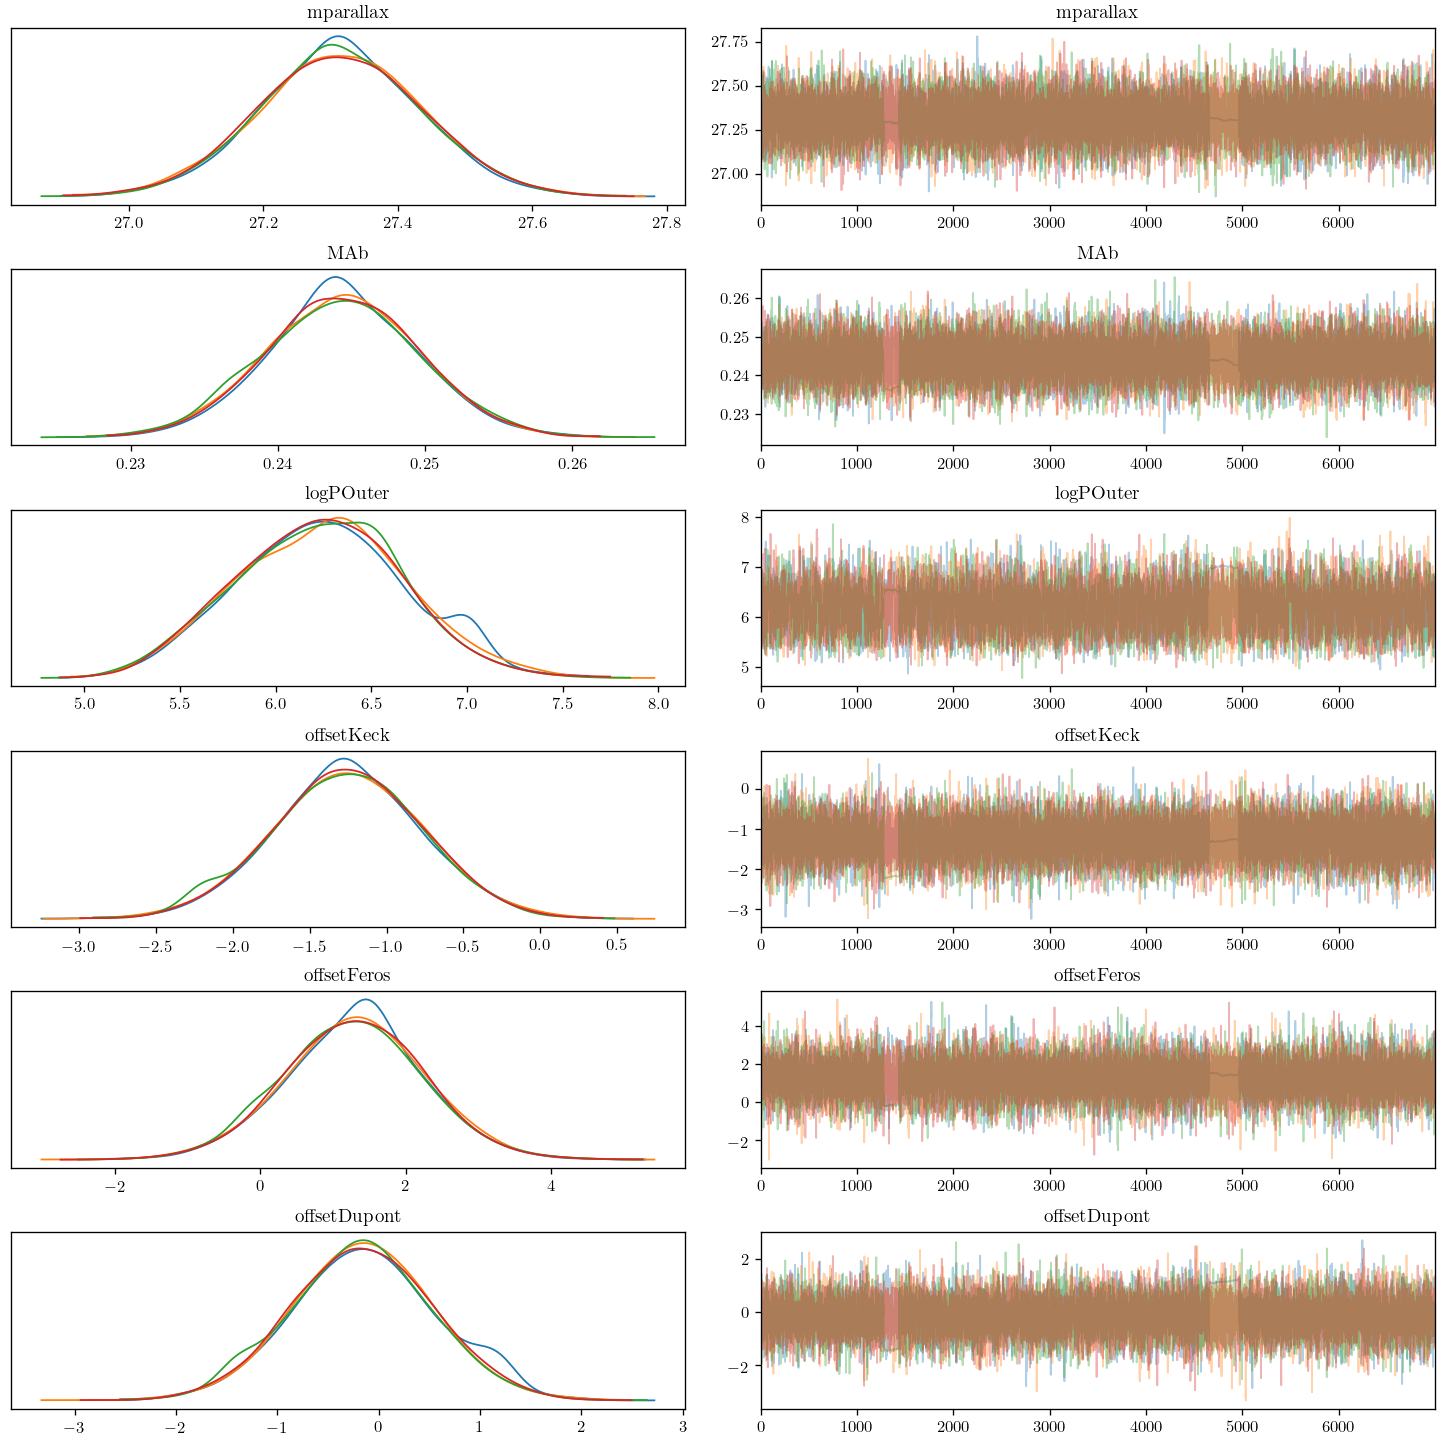 mparallax mparallax
27.75
27.50
27.25
27.00
27.0 27.2 27.4 27.6 27.8 0 1000 2000 3000 4000 5000 6000
MAb MAb
0.26
0.25
0.24
0.23
0.23 0.24 0.25 0.26 0 1000 2000 3000 4000 5000 6000
logPOuter logPOuter
8
7
6
5
5.0 5.5 6.0 6.5 7.0 7.5 8.0 0 1000 2000 3000 4000 5000 6000
offsetKeck offsetKeck
0
−1
−2
−3
−3.0 −2.5 −2.0 −1.5 −1.0 −0.5 0.0 0.5 0 1000 2000 3000 4000 5000 6000
offsetFeros offsetFeros
4
2
0
−2
−2 0 2 4 0 1000 2000 3000 4000 5000 6000
offsetDupont offsetDupont
2
0
−2
−3 −2 −1 0 1 2 3 0 1000 2000 3000 4000 5000 6000